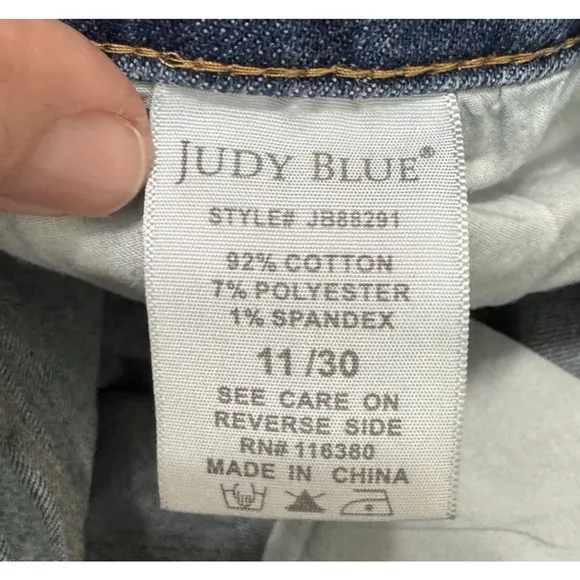 JUDY BLUE®
STYLE# JB88291
92% COTTON
7% POLYESTER
1% SPANDEX
11/30
SEE CARE ON
REVERSE SIDE
RN# 116380
MADE IN CHINA